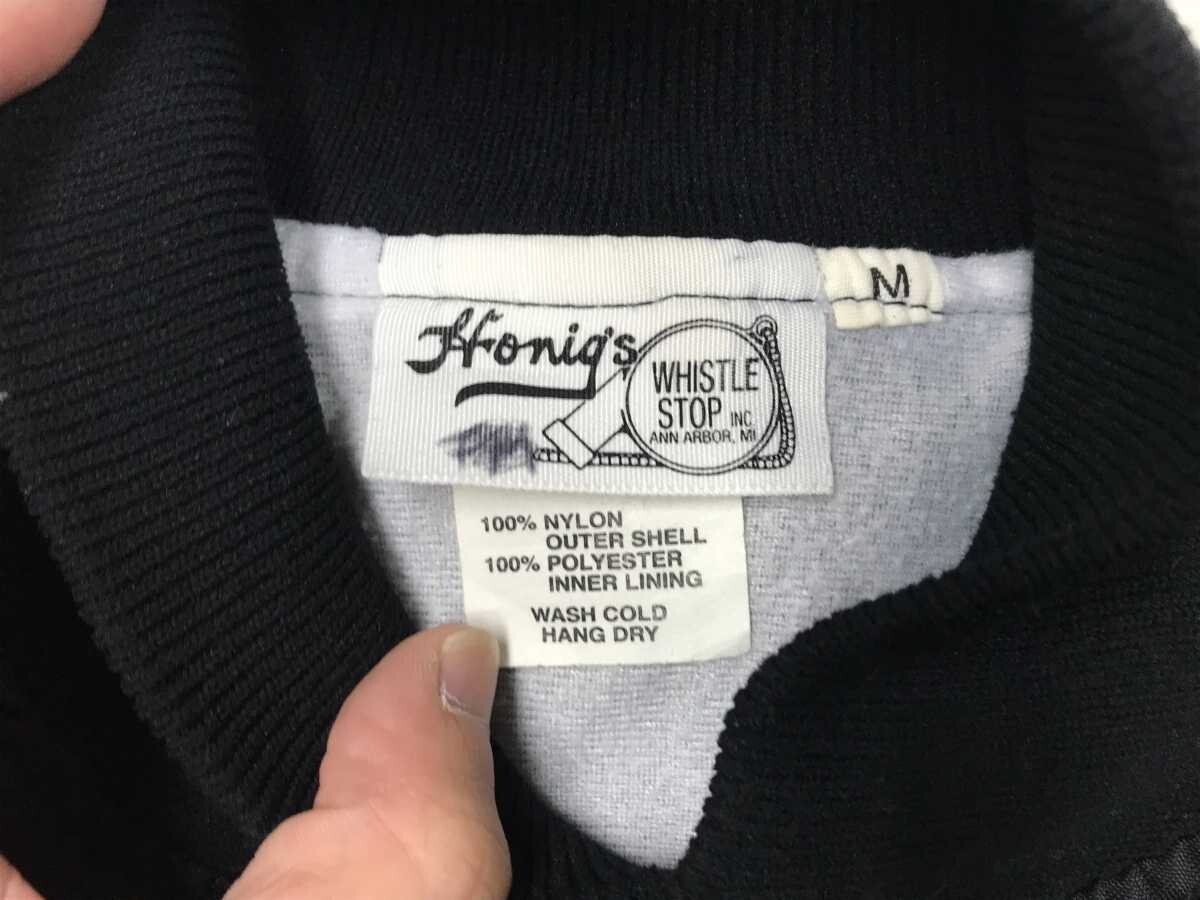 Honig's
WHISTLE
STOP INC.
ANN ARBOR, MI
M
100% NYLON
OUTER SHELL
100% POLYESTER
INNER LINING
WASH COLD
HANG DRY